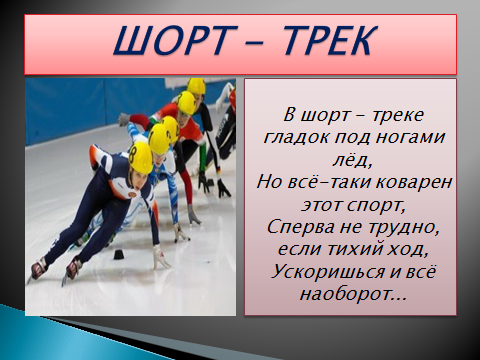 ШОРТ - ТРЕК
В шорт - треке
гладок под ногами
лёд,
Но всё-таки коварен
этот спорт,
Сперва не трудно,
если тихий ход,
Ускоришься и всё
наоборот...